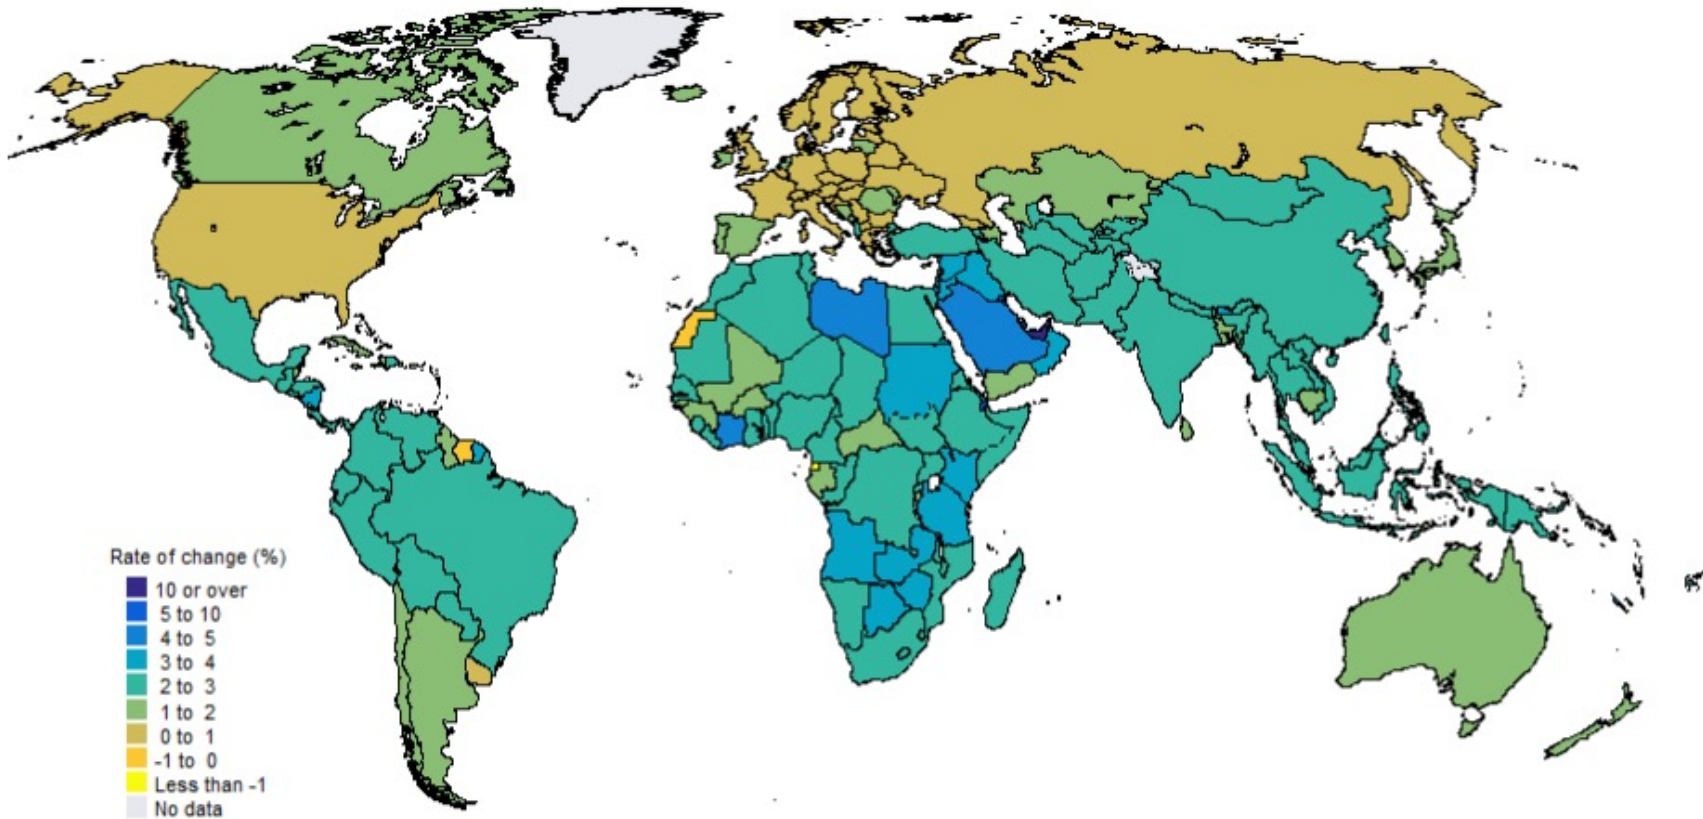 Rate of change (%)
10 or over
5 to 10
4 to 5
3 to 4
2 to 3
1 to 2
0 to 1
-1 to 0
Less than -1
No data